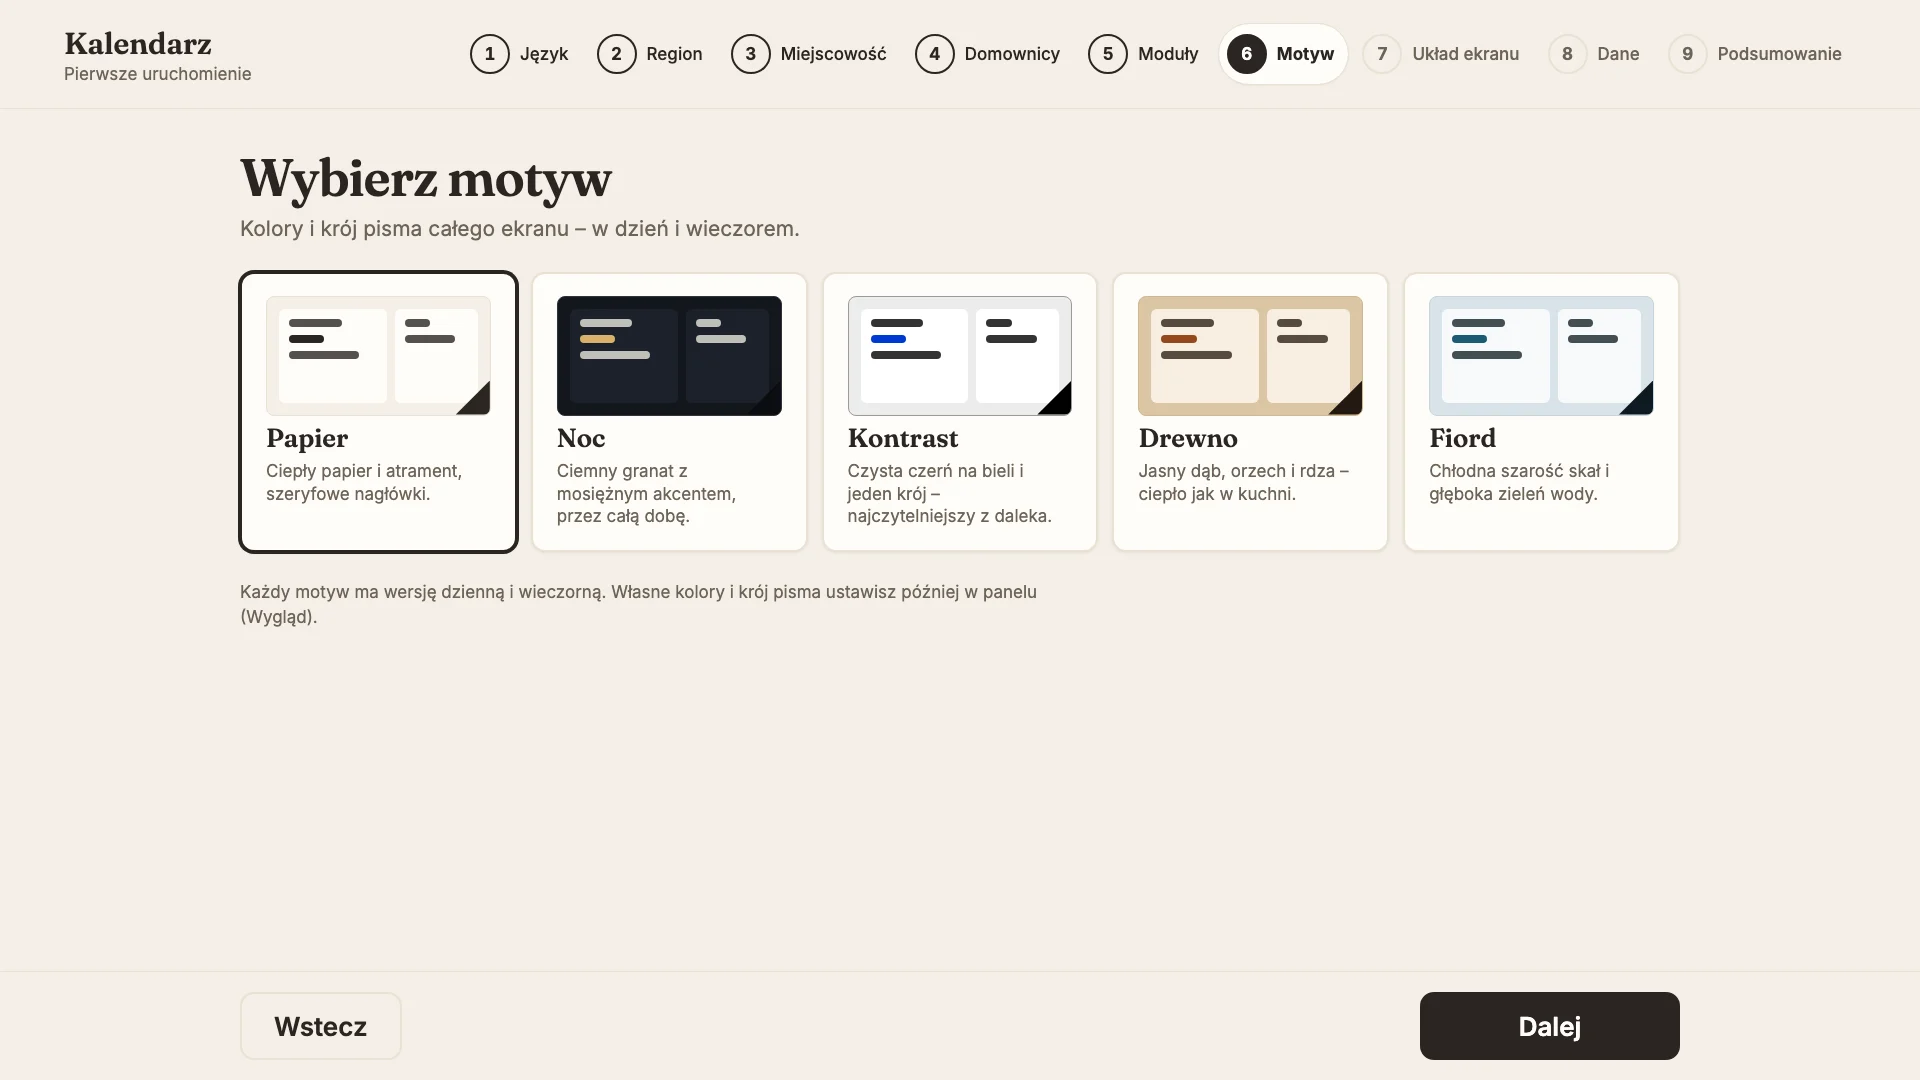 Kalendarz
Pierwsze uruchomienie
1 Język
2 Region
3 Miejscowość
4 Domownicy
5 Moduły
6 Motyw
7 Układ ekranu
8 Dane
9 Podsumowanie
Wybierz motyw
Kolory i krój pisma całego ekranu – w dzień i wieczorem.
Papier
Ciepły papier i atrament,
szeryfowe nagłówki.
Noc
Ciemny granat z
mosiężnym akcentem,
przez całą dobę.
Kontrast
Czysta czerń na bieli i
jeden krój –
najczytelniejszy z daleka.
Drewno
Jasny dąb, orzech i rdza –
ciepło jak w kuchni.
Fiord
Chłodna szarość skał i
głęboka zieleń wody.
Każdy motyw ma wersję dzienną i wieczorną. Własne kolory i krój pisma ustawisz później w panelu
(Wygląd).
Wstecz
Dalej